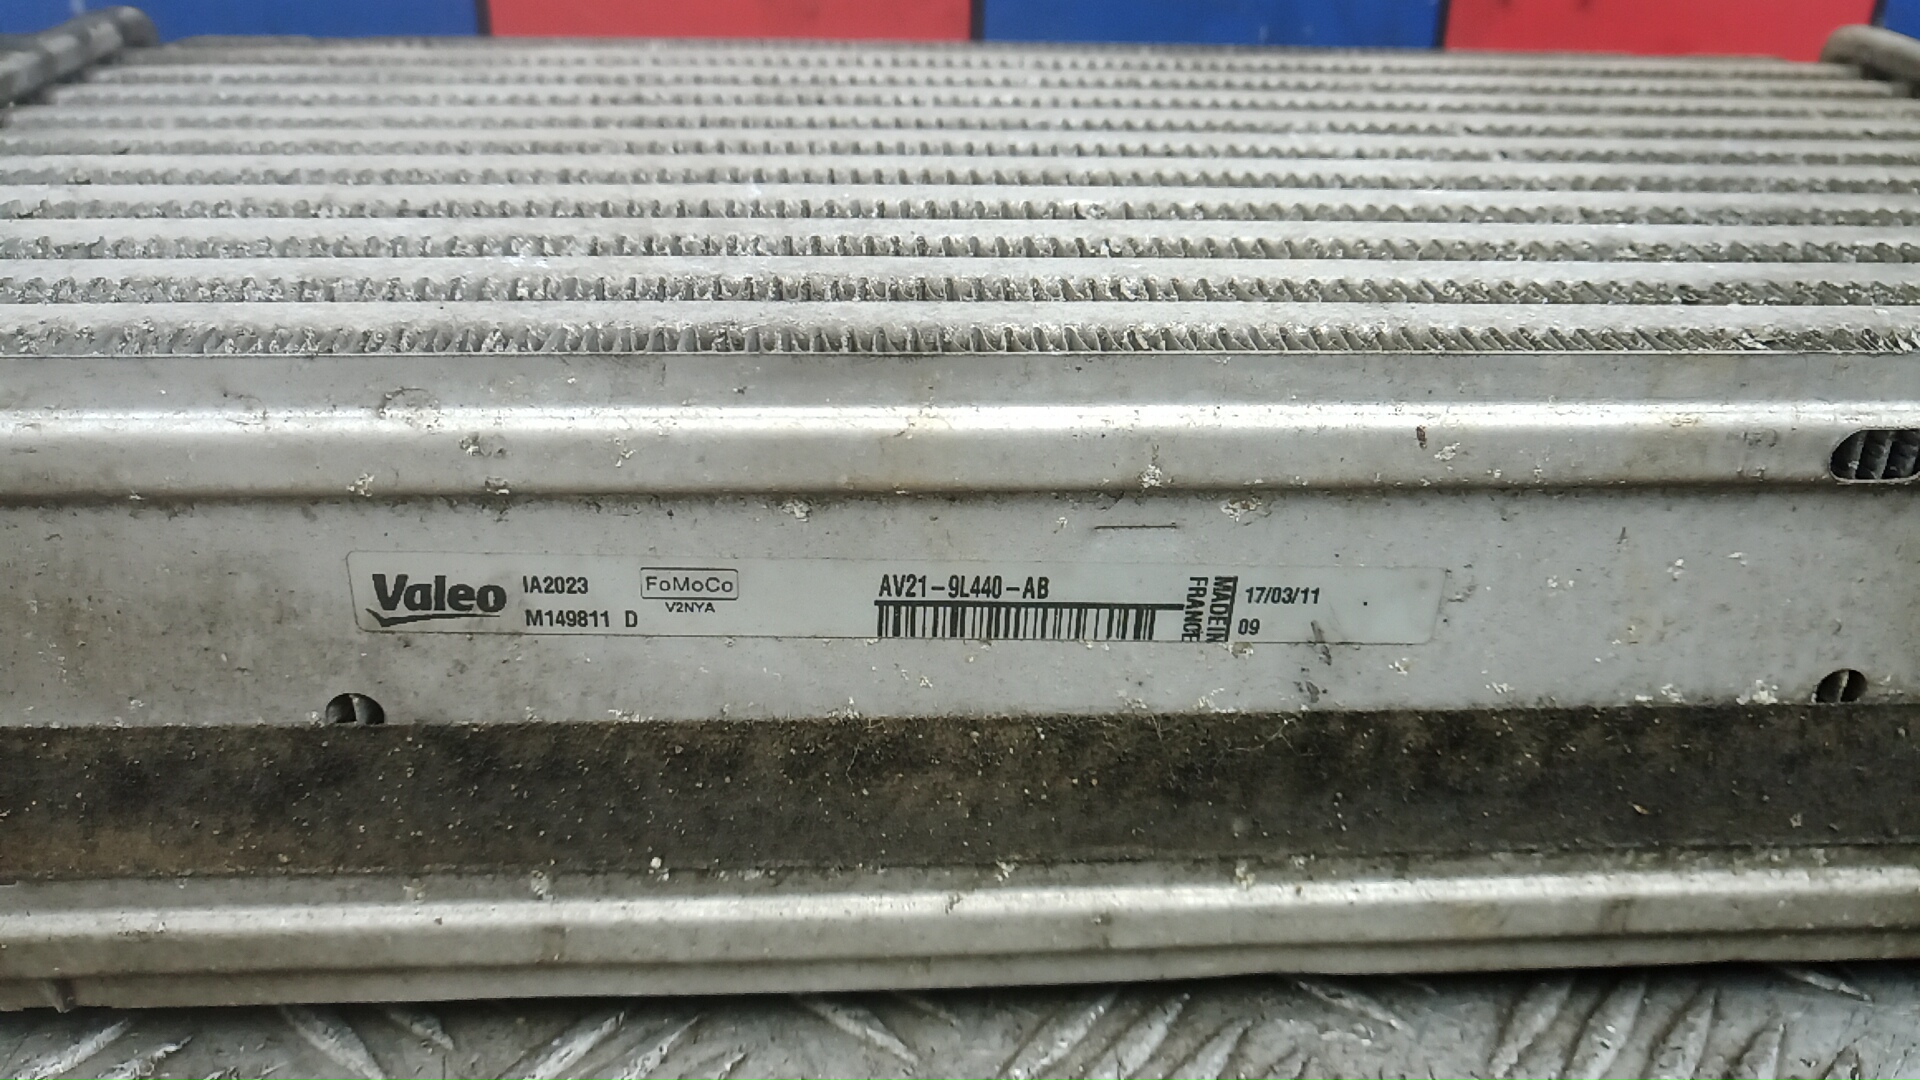 Valeo
IA2023
M149811 D
FoMoCo
V2NYA
AV21-9L440-AB
MADE IN
FRANCE
17/03/11
09